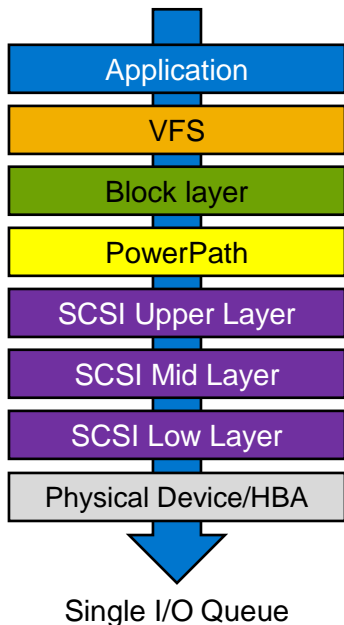 Application
VFS
Block layer
PowerPath
SCSI Upper Layer
SCSI Mid Layer
SCSI Low Layer
Physical Device/HBA
Single I/O Queue